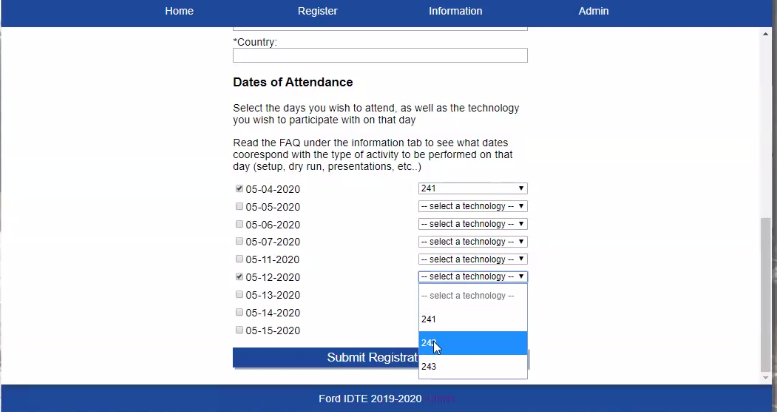 Home Register Information Admin
*Country:
Dates of Attendance
Select the days you wish to attend, as well as the technology
you wish to participate with on that day
Read the FAQ under the information tab to see what dates
coorespond with the type of activity to be performed on that
day (setup, dry run, presentations, etc..)
05-04-2020 241
05-05-2020 -- select a technology --
05-06-2020 -- select a technology --
05-07-2020 -- select a technology --
05-11-2020 -- select a technology --
05-12-2020 -- select a technology --
05-13-2020 -- select a technology --
05-14-2020 241
05-15-2020 242
Submit Registrat
243
Ford IDTE 2019-2020